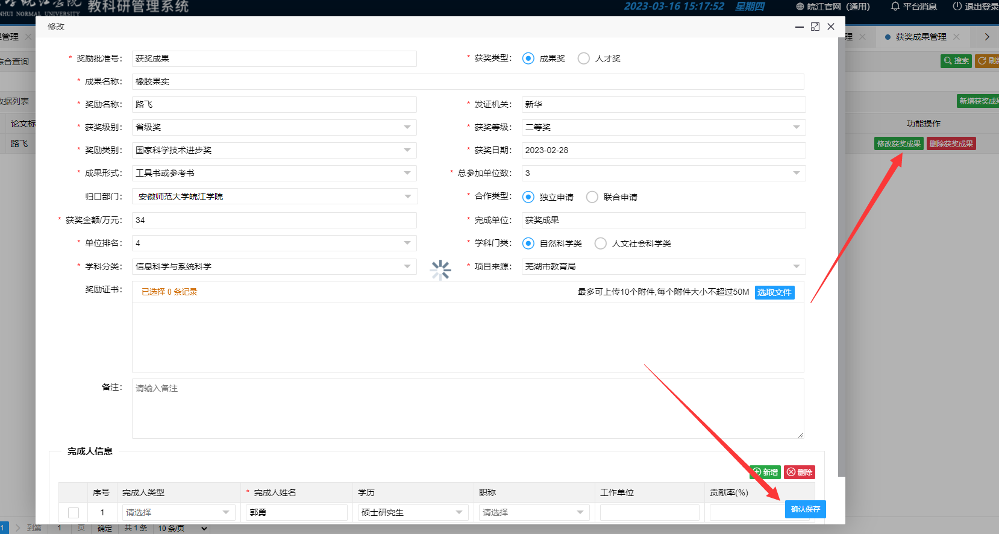 教科研管理系统
NHUI NORMAL UNIVERSITY
2023-03-16 15:17:52 星期四
皖江官网（通用） 平台消息 退出登录
修改
管理
理
获奖成果管理
综合查询
搜索 刷新
数据列表
新增获奖成果
论文标
功能操作
路飞
修改获奖成果 删除获奖成果
* 奖励批准号： 获奖成果
* 获奖类型： 成果奖 人才奖
* 成果名称： 橡胶果实
* 奖励名称： 路飞
* 发证机关： 新华
* 获奖级别： 省级奖
* 获奖等级： 二等奖
* 奖励类别： 国家科学技术进步奖
* 获奖日期： 2023-02-28
* 成果形式： 工具书或参考书
* 总参加单位数： 3
归口部门： 安徽师范大学皖江学院
* 合作类型： 独立申请 联合申请
* 获奖金额/万元： 34
* 完成单位： 获奖成果
* 单位排名： 4
* 学科门类： 自然科学类 人文社会科学类
* 学科分类： 信息科学与系统科学
* 项目来源： 芜湖市教育局
奖励证书： 已选择 0 条记录 最多可上传10个附件,每个附件大小不超过50M 选取文件
备注： 请输入备注
完成人信息
新增 删除
序号 完成人类型 * 完成人姓名 学历 职称 工作单位 贡献率(%)
1 请选择 郭勇 硕士研究生 请选择
确认保存
1 到第 1 页 确定 共 1 条 10 条/页